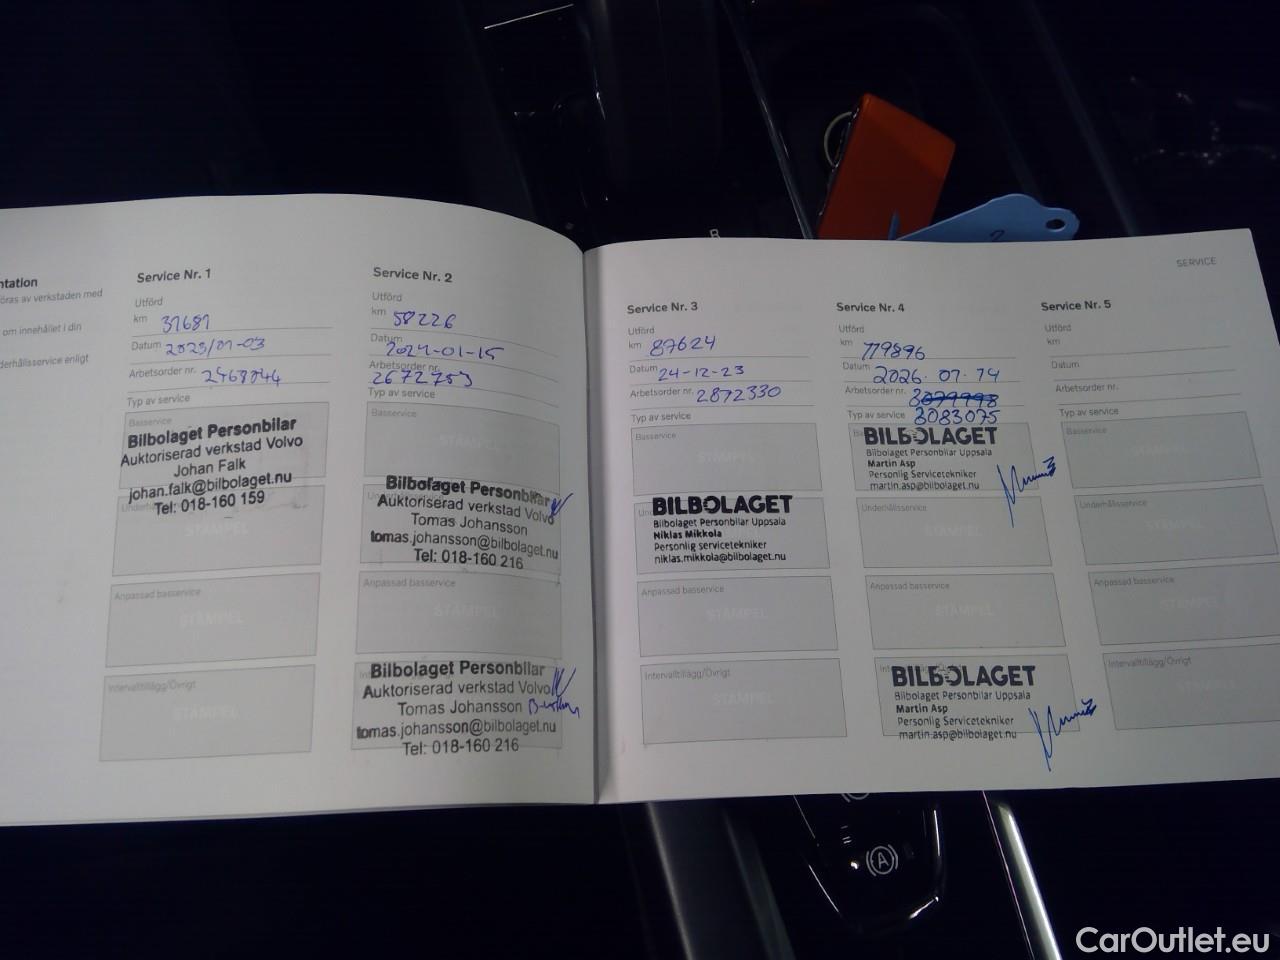 ntation
öras av verkstaden med
om innehållet i din
derhållsservice enligt
Service Nr. 1
Utförd
km 31681
Datum 2023/01-03
Arbetsorder nr. 2468044
Typ av service
Basservice
Bilbolaget Personbilar
Auktoriserad verkstad Volvo
Johan Falk
johan.falk@bilbolaget.nu
Tel: 018-160 159
STÄMPEL
Anpassad basservice
STÄMPEL
Intervalltillägg/Övrigt
STÄMPEL
Service Nr. 2
Utförd
km 58226
Datum 2024-01-15
Arbetsorder nr. 2672753
Typ av service
Basservice
STÄMPEL
Bilbolaget Personbilar
Auktoriserad verkstad Volvo
Tomas Johansson
tomas.johansson@bilbolaget.nu
Tel: 018-160 216
Anpassad basservice
STÄMPEL
Bilbolaget Personbilar
Auktoriserad verkstad Volvo
Tomas Johansson
tomas.johansson@bilbolaget.nu
Tel: 018-160 216
SERVICE
Service Nr. 3
Utförd
km 87624
Datum 24-12-23
Arbetsorder nr. 2872330
Typ av service
Basservice
STÄMPEL
BILBOLAGET
Bilbolaget Personbilar Uppsala
Niklas Mikkola
Personlig servicetekniker
niklas.mikkola@bilbolaget.nu
Anpassad basservice
STÄMPEL
Intervalltillägg/Övrigt
STÄMPEL
Service Nr. 4
Utförd
km 119896
Datum 2026.01.14
Arbetsorder nr.
Typ av service 3083075
BILBOLAGET
Bilbolaget Personbilar Uppsala
Martin Asp
Personlig Servicetekniker
martin.asp@bilbolaget.nu
Underhållsservice
STÄMPEL
Anpassad basservice
STÄMPEL
BILBOLAGET
Bilbolaget Personbilar Uppsala
Martin Asp
Personlig Servicetekniker
martin.asp@bilbolaget.nu
Service Nr. 5
Utförd
km
Datum
Arbetsorder nr.
Typ av service
Basservice
STÄMPEL
Underhållsservice
STÄMPEL
Anpassad basservice
STÄMPEL
Intervalltillägg/Övrigt
STÄMPEL
R
2
A
CarOutlet.eu